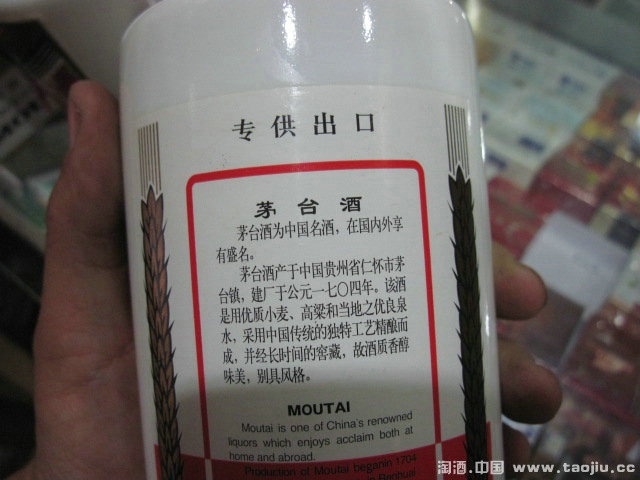 专供出口
茅台酒
茅台酒为中国名酒，在国内外享
有盛名。
茅台酒产于中国贵州省仁怀市茅
台镇，建厂于公元一七〇四年。该酒
是用优质小麦、高粱和当地之优良泉
水，采用中国传统的独特工艺精酿而
成，并经长时间的窖藏，故酒质香醇
味美，别具风格。
MOUTAI
Moutai is one of China's renowned
liquors which enjoys acclaim both at
home and abroad.
Production of Moutai beganin 1704
in Renhuai
淘酒.中国 www.taojiu.cc